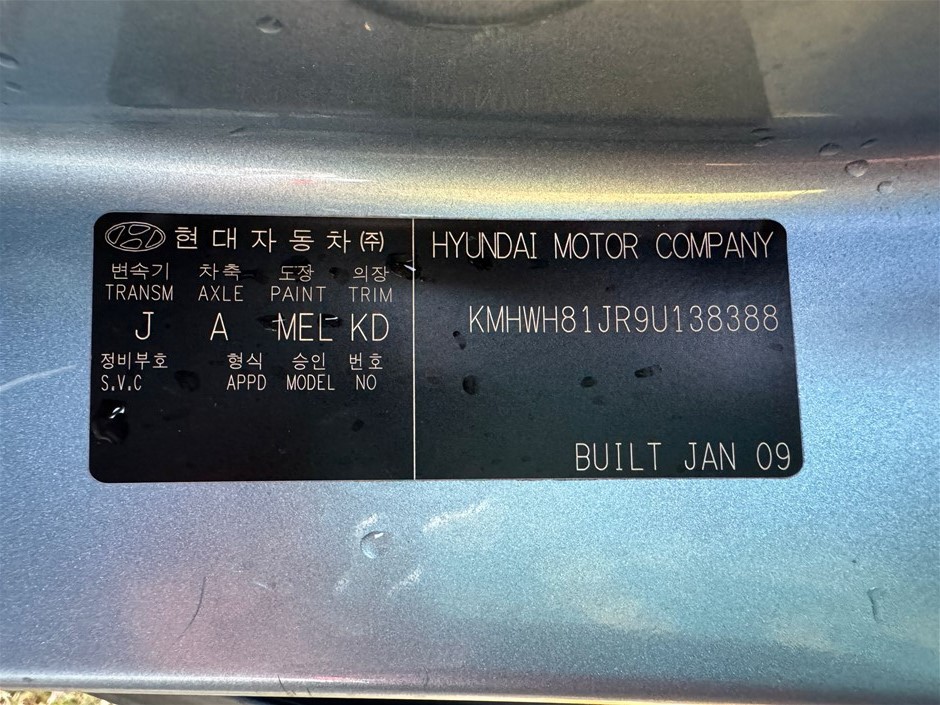 현대자동차㈜
변속기 차축 도장 의장
TRANSM AXLE PAINT TRIM
J A MEL KD
정비부호 형식 승인 번호
S.V.C APPD MODEL NO
HYUNDAI MOTOR COMPANY
KMHWH81JR9U138388
BUILT JAN 09